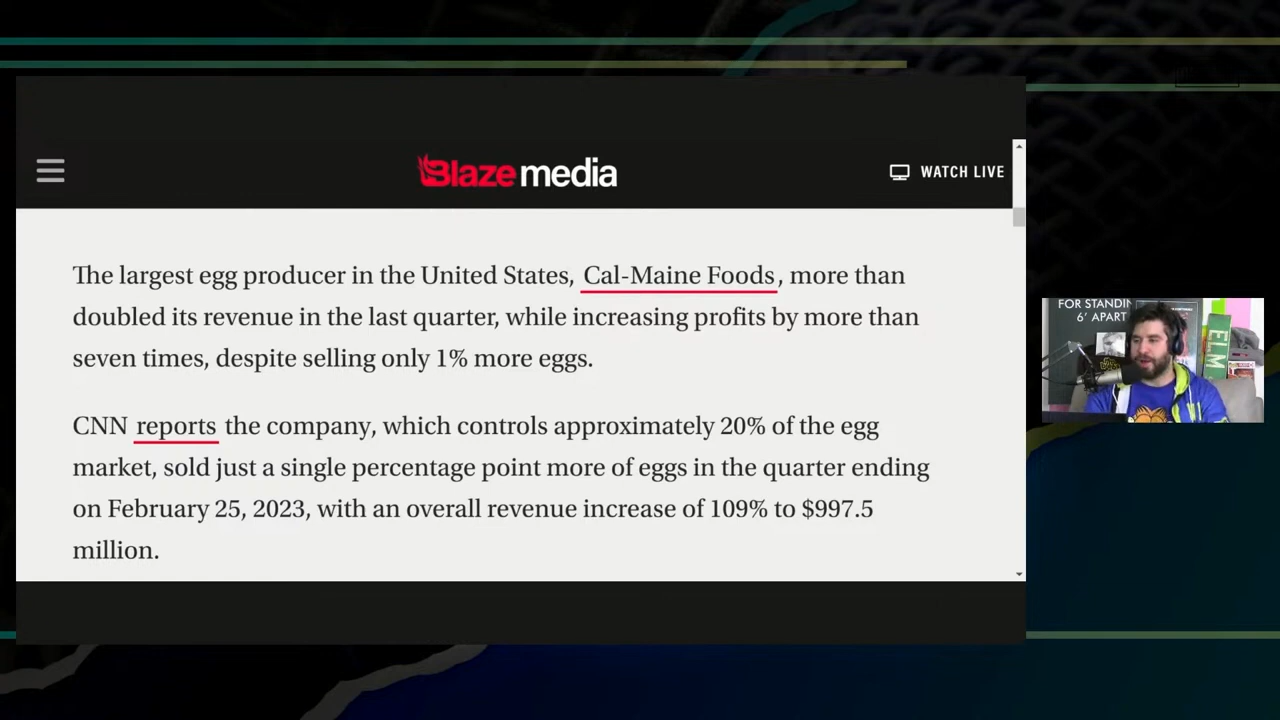 Blaze media
WATCH LIVE
The largest egg producer in the United States, Cal-Maine Foods, more than
doubled its revenue in the last quarter, while increasing profits by more than
seven times, despite selling only 1% more eggs.
CNN reports the company, which controls approximately 20% of the egg
market, sold just a single percentage point more of eggs in the quarter ending
on February 25, 2023, with an overall revenue increase of 109% to $997.5
million.
FOR STANDIN
6' APART
ELM